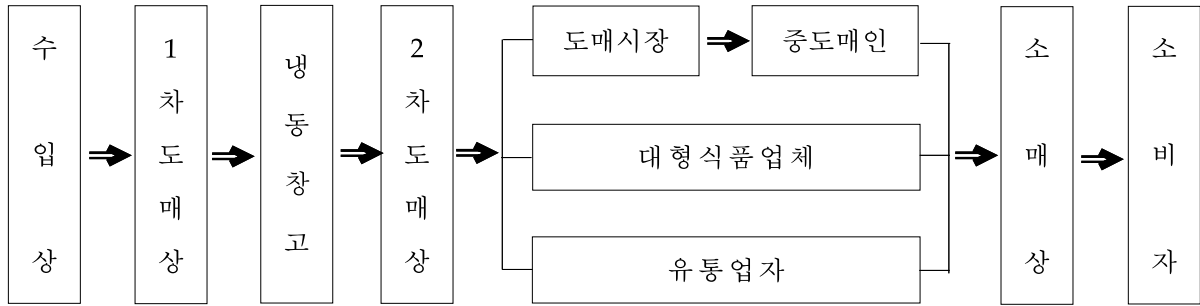 수입상
1차도매상
냉동창고
2차도매상
도매시장
중도매인
대형식품업체
유통업자
소매상
소비자